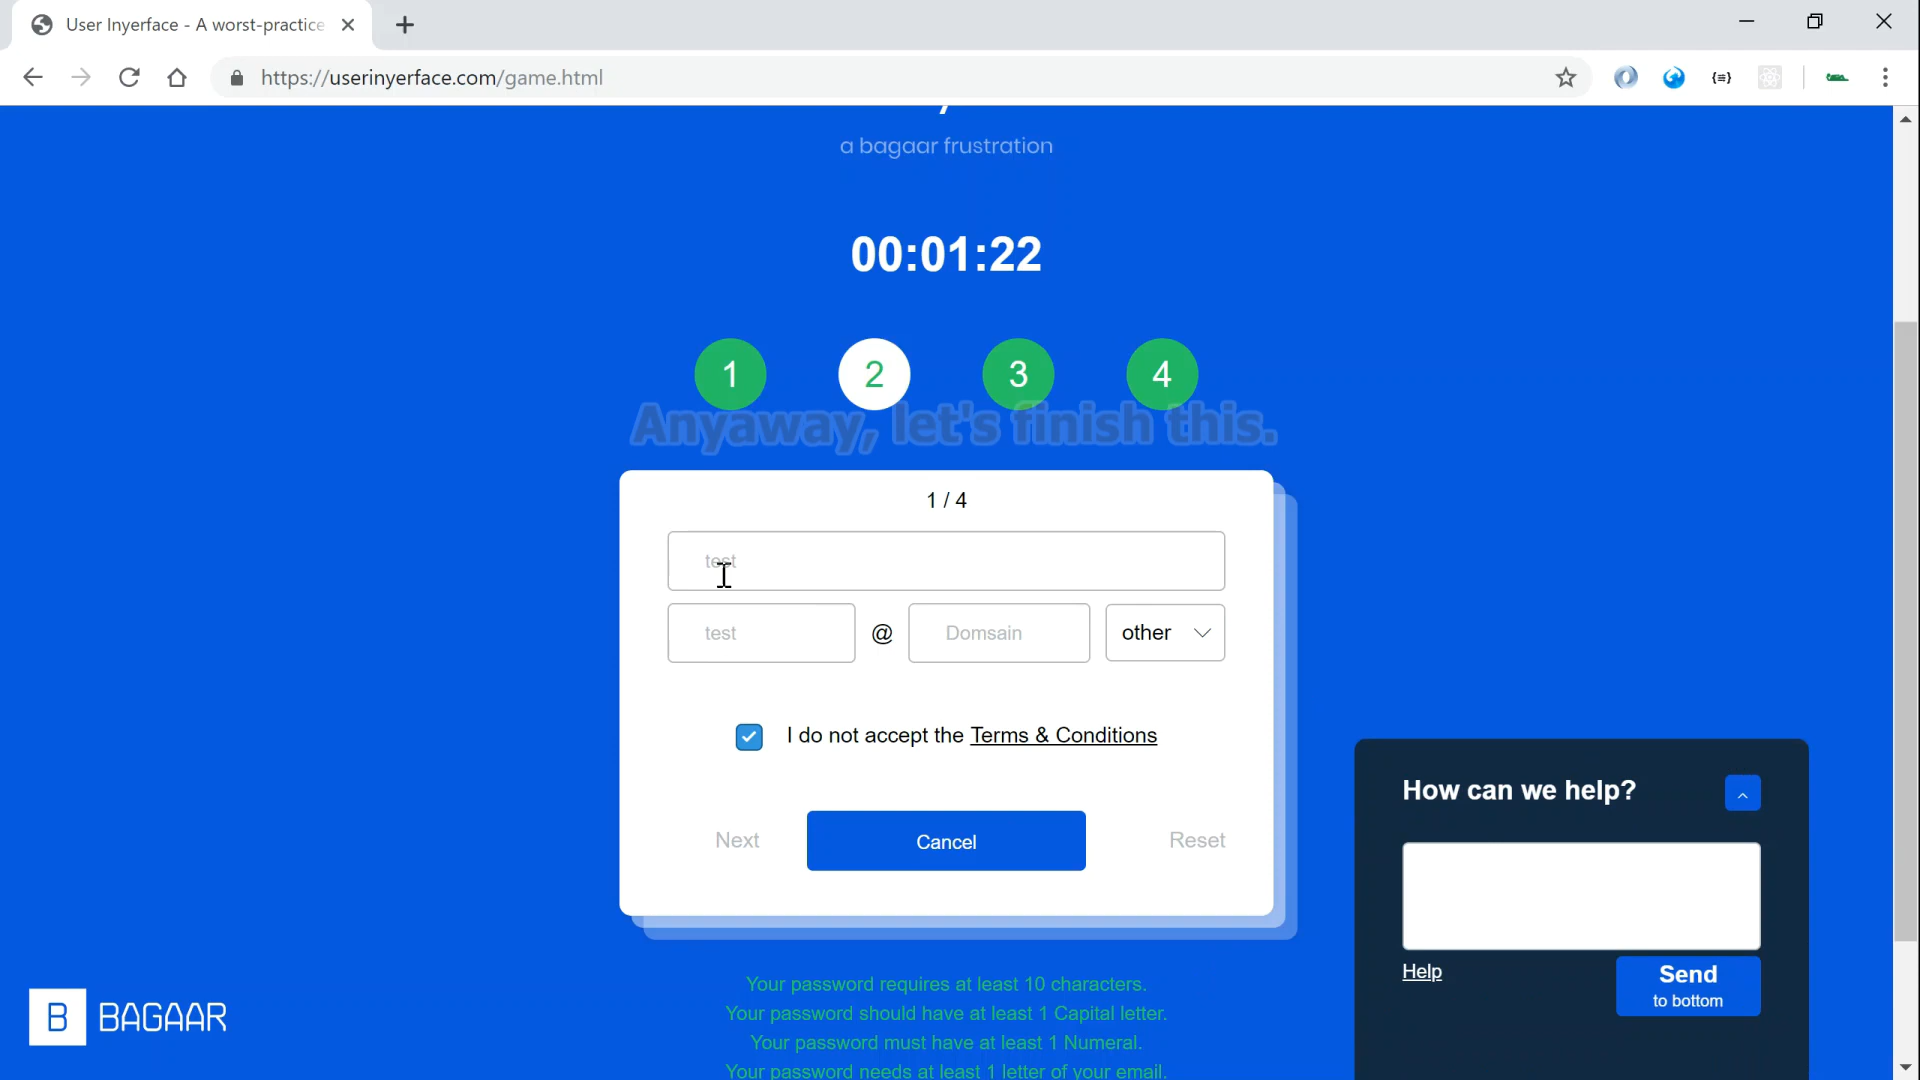 User Inyerface - A worst-practice
https://userinyerface.com/game.html
a bagaar frustration
00:01:22
1 2 3 4
Anyaway, let's finish this.
1 / 4
test
test @ Domsain other
I do not accept the Terms & Conditions
Next Cancel Reset
How can we help?
Help
Send
to bottom
B BAGAAR
Your password requires at least 10 characters.
Your password should have at least 1 Capital letter.
Your password must have at least 1 Numeral.
Your password needs at least 1 letter of your email.